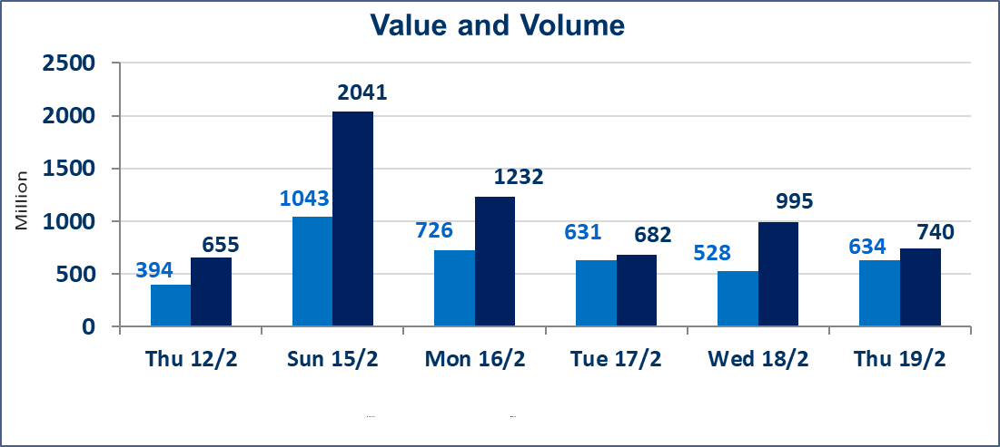 Value and Volume
2500
2000
1500
1000
500
0
Million
394
655
1043
2041
726
1232
631
682
528
995
634
740
Thu 12/2
Sun 15/2
Mon 16/2
Tue 17/2
Wed 18/2
Thu 19/2